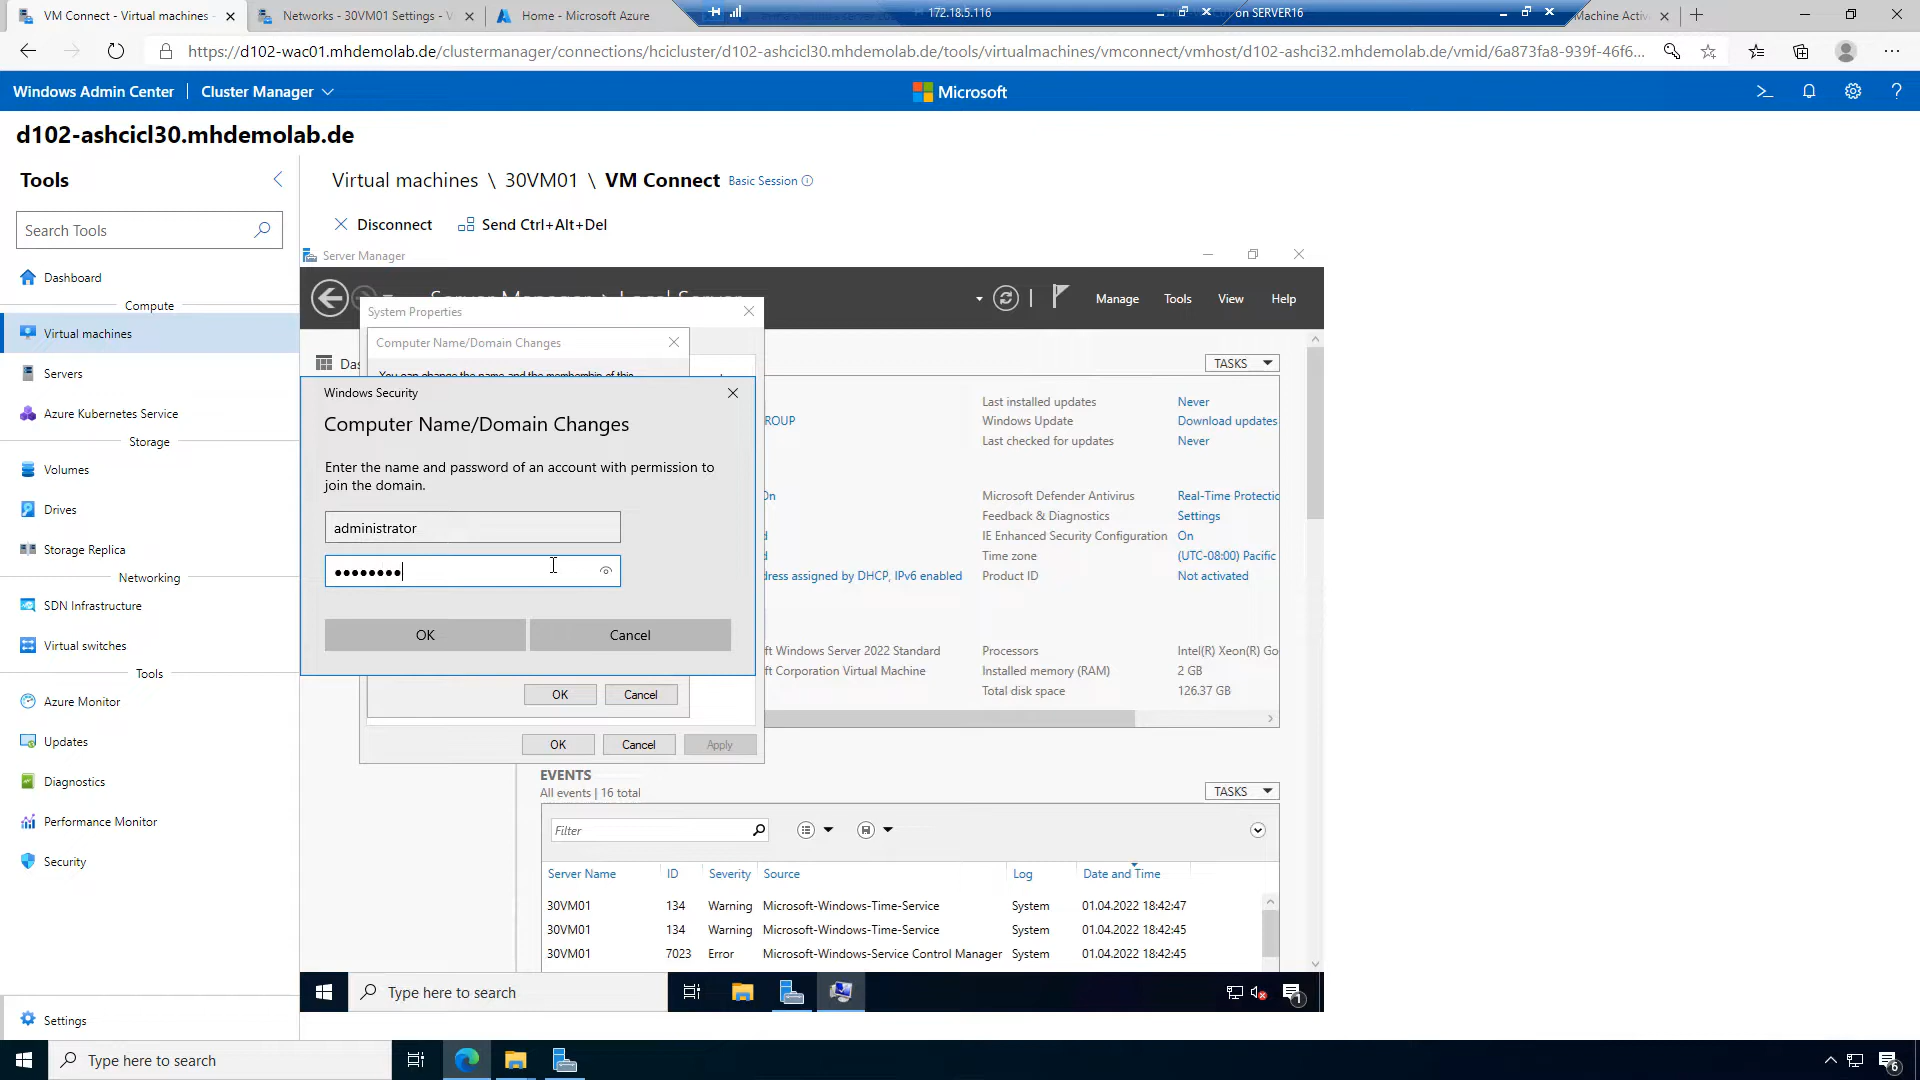 VM Connect - Virtual machines -
Networks - 30VM01 Settings - V
Home - Microsoft Azure
172.18.5.116
on SERVER16
Machine Activ
https://d102-wac01.mhdemolab.de/clustermanager/connections/hcicluster/d102-ashcicl30.mhdemolab.de/tools/virtualmachines/vmconnect/vmhost/d102-ashci32.mhdemolab.de/vmid/6a873fa8-939f-46f6...
Windows Admin Center
Cluster Manager
Microsoft
d102-ashcicl30.mhdemolab.de
Tools
Search Tools
Dashboard
Compute
Virtual machines
Servers
Azure Kubernetes Service
Storage
Volumes
Drives
Storage Replica
Networking
SDN Infrastructure
Virtual switches
Tools
Azure Monitor
Updates
Diagnostics
Performance Monitor
Security
Settings
Virtual machines \ 30VM01 \ VM Connect Basic Session
Disconnect
Send Ctrl+Alt+Del
Server Manager
Manage
Tools
View
Help
System Properties
Computer Name/Domain Changes
You can change the name and the membership of this
Das
Windows Security
Computer Name/Domain Changes
Enter the name and password of an account with permission to
join the domain.
administrator
●●●●●●●●
OK
Cancel
OK
Cancel
OK
Cancel
Apply
TASKS
ROUP
Last installed updates Never
Windows Update Download updates
Last checked for updates Never
On
Microsoft Defender Antivirus Real-Time Protectic
Feedback & Diagnostics Settings
IE Enhanced Security Configuration On
Time zone (UTC-08:00) Pacific
dress assigned by DHCP, IPv6 enabled
Product ID Not activated
ft Windows Server 2022 Standard
Processors Intel(R) Xeon(R) Go
ft Corporation Virtual Machine
Installed memory (RAM) 2 GB
Total disk space 126.37 GB
EVENTS
All events | 16 total
TASKS
Filter
Server Name ID Severity Source Log Date and Time
30VM01 134 Warning Microsoft-Windows-Time-Service System 01.04.2022 18:42:47
30VM01 134 Warning Microsoft-Windows-Time-Service System 01.04.2022 18:42:45
30VM01 7023 Error Microsoft-Windows-Service Control Manager System 01.04.2022 18:42:45
Type here to search
1
Type here to search
6